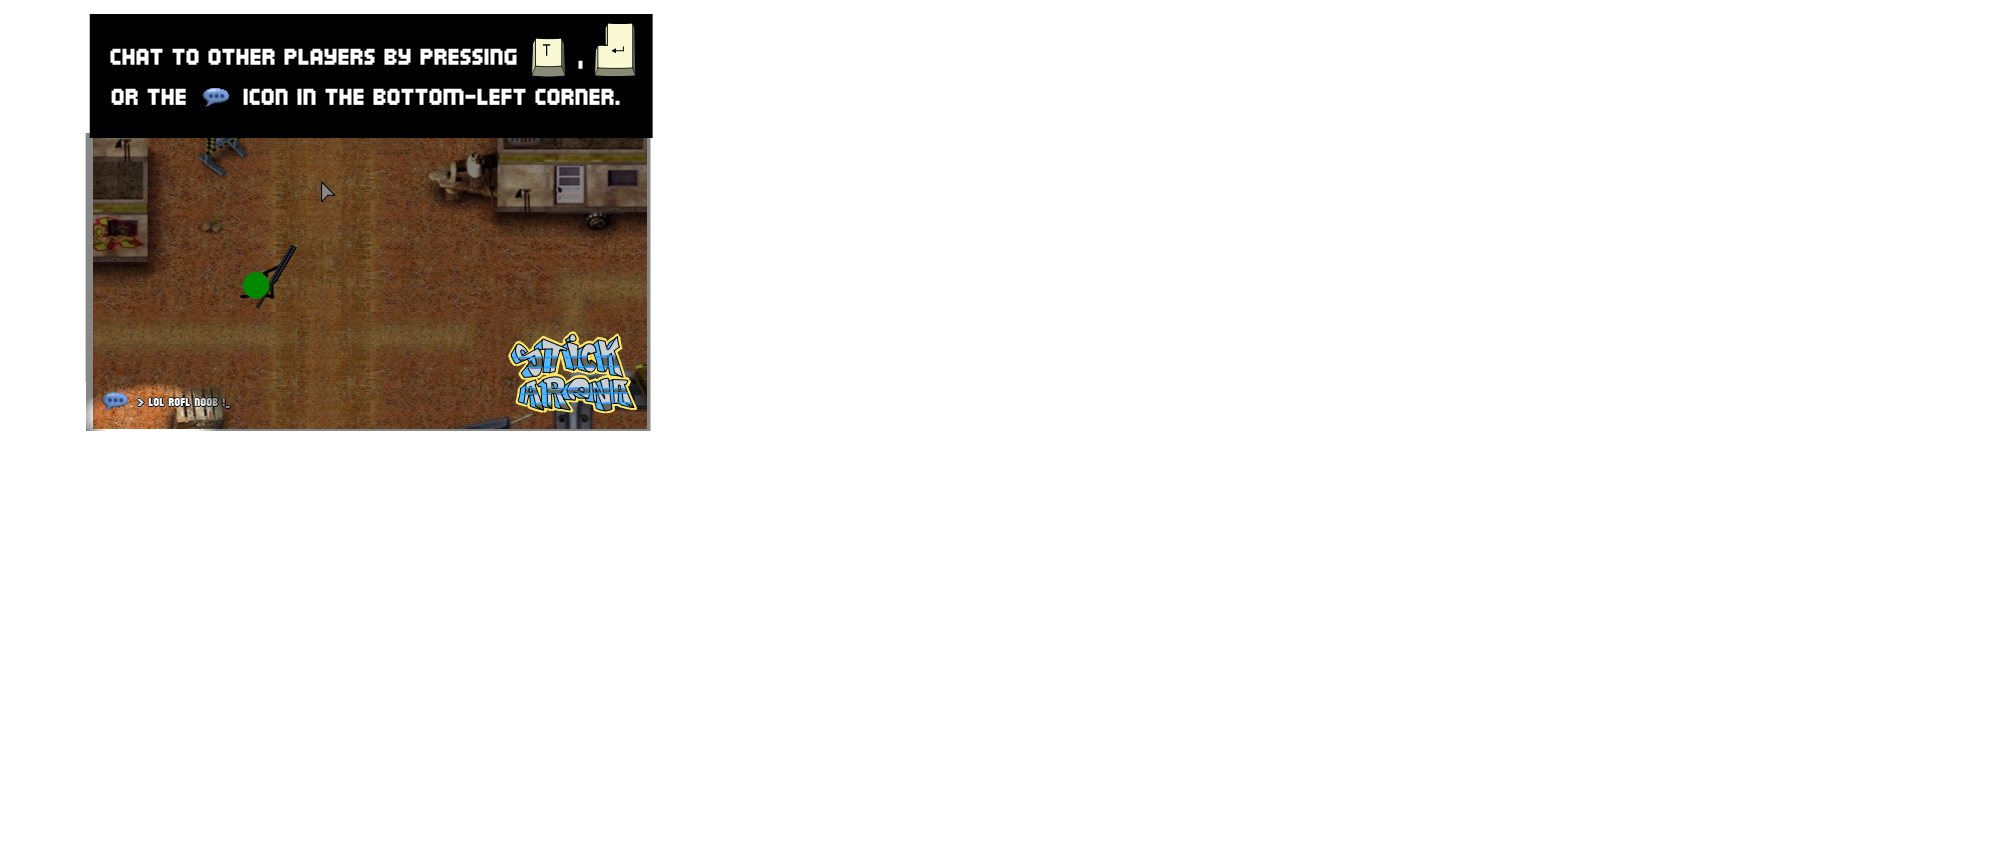 CHAT TO OTHER PLAYERS BY PRESSING T , ↵
OR THE ICON IN THE BOTTOM-LEFT CORNER.
STICK
ARENA
> LOL ROFL NOOB !_